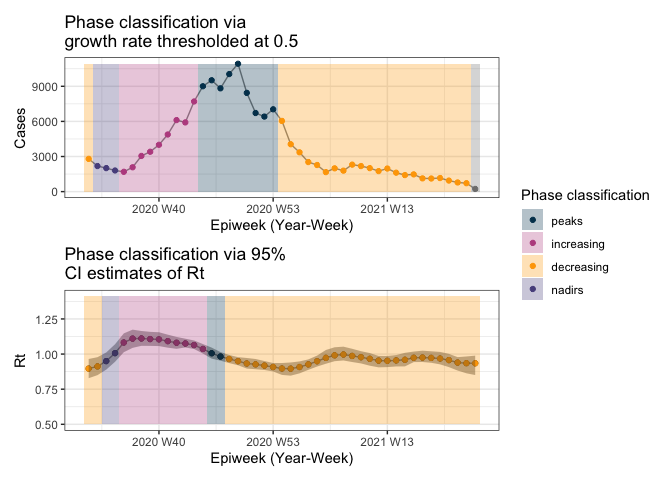 Phase classification via
growth rate thresholded at 0.5
9000
6000
3000
0
Cases
2020 W40
2020 W53
2021 W13
Epiweek (Year-Week)
Phase classification via 95%
CI estimates of Rt
1.25
1.00
0.75
0.50
Rt
2020 W40
2020 W53
2021 W13
Epiweek (Year-Week)
Phase classification
peaks
increasing
decreasing
nadirs